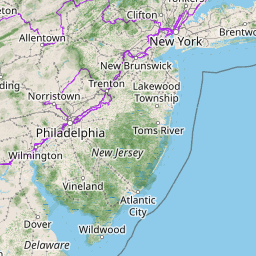 Yonkers
Clifton
Allentown
New York
Brentwo
New Brunswick
ding
Trenton
Norristown
Lakewood
Township
Philadelphia
Toms River
Wilmington
New Jersey
Vineland
Atlantic
City
Dover
Wildwood
Delaware